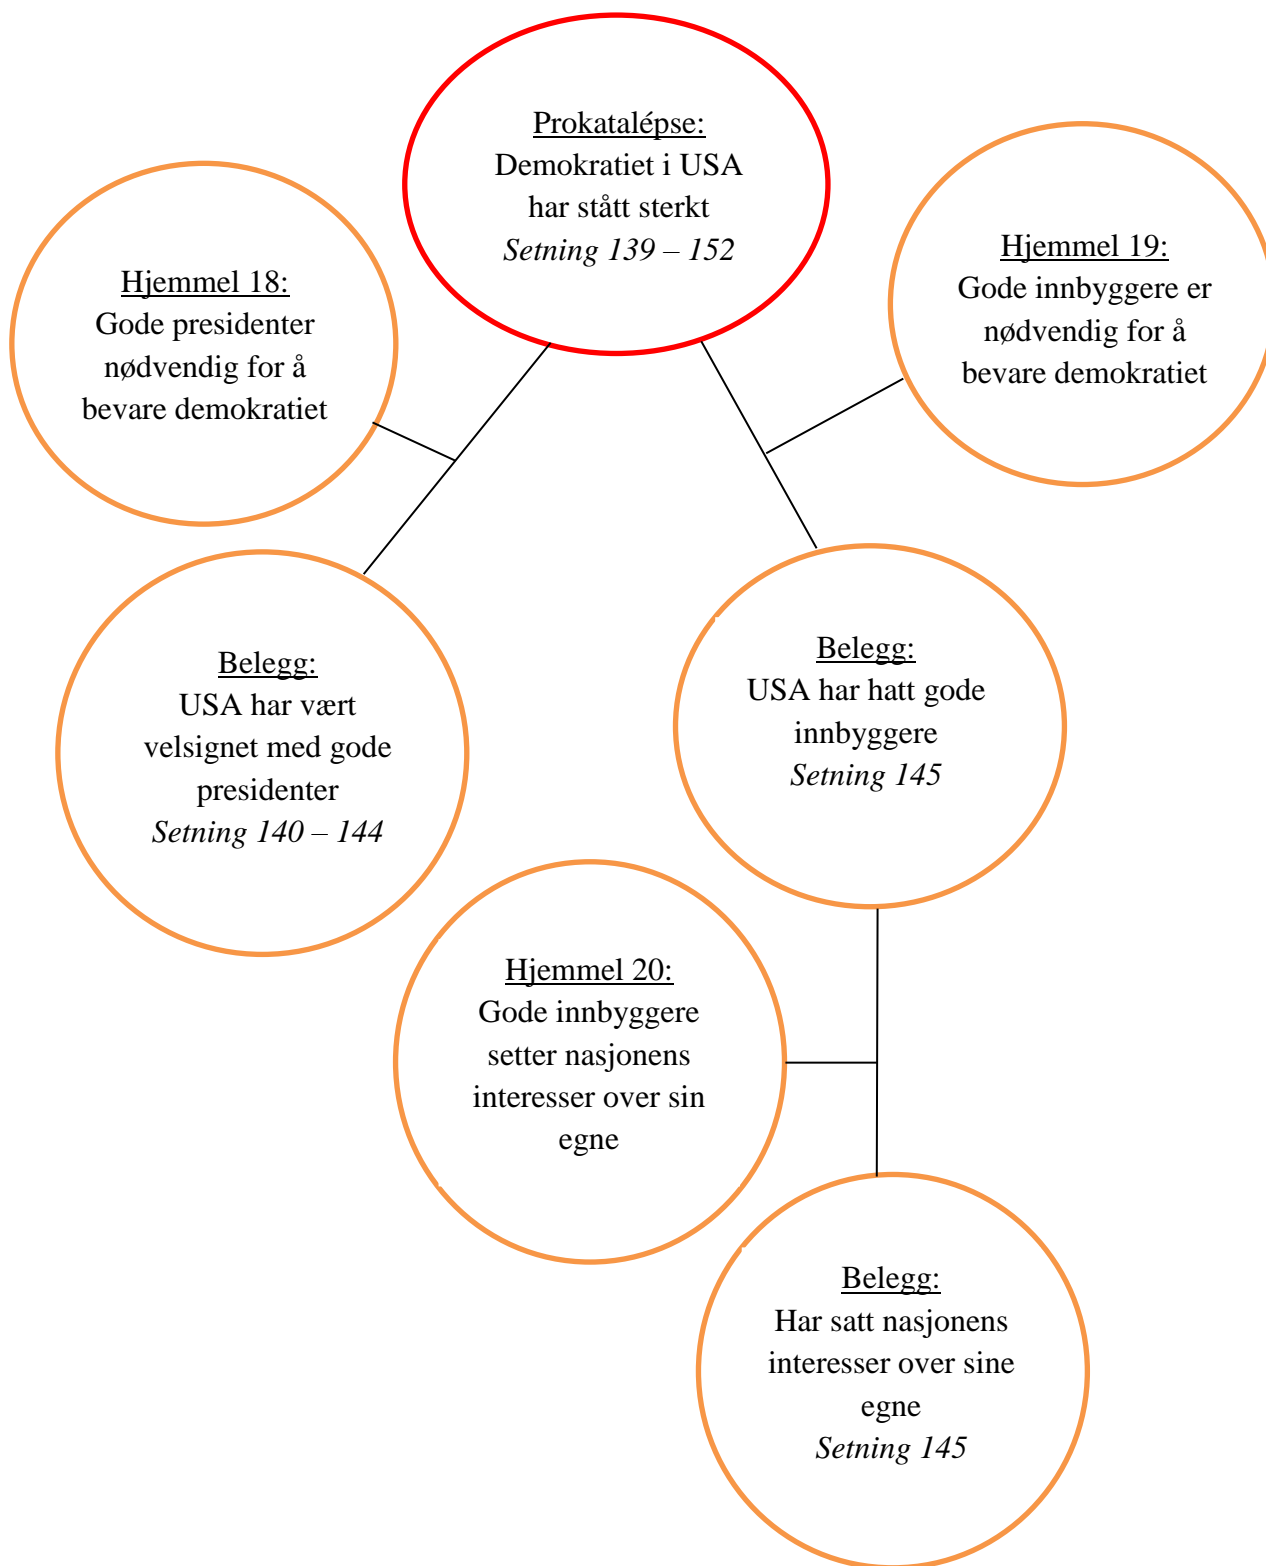 Prokatalépse:
Demokratiet i USA
har stått sterkt
Setning 139 – 152
Hjemmel 18:
Gode presidenter
nødvendig for å
bevare demokratiet
Hjemmel 19:
Gode innbyggere er
nødvendig for å
bevare demokratiet
Belegg:
USA har vært
velsignet med gode
presidenter
Setning 140 – 144
Belegg:
USA har hatt gode
innbyggere
Setning 145
Hjemmel 20:
Gode innbyggere
setter nasjonens
interesser over sin
egne
Belegg:
Har satt nasjonens
interesser over sine
egne
Setning 145